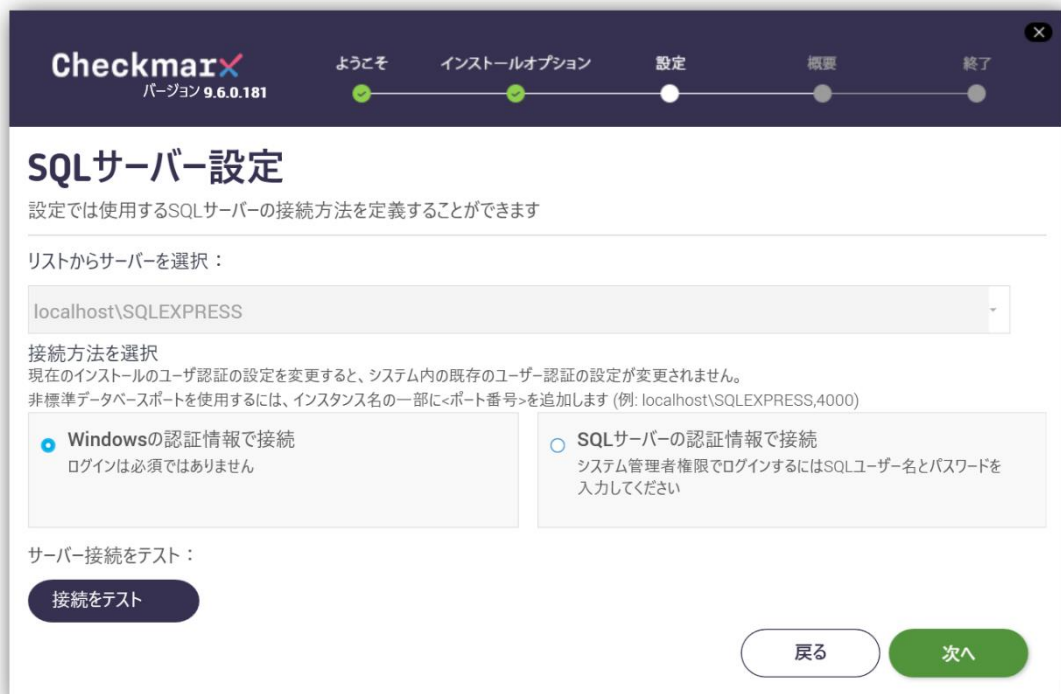 Checkmarx
バージョン 9.6.0.181
ようこそ
インストールオプション
設定
概要
終了
SQLサーバー設定
設定では使用するSQLサーバーの接続方法を定義することができます
リストからサーバーを選択：
localhost\SQLEXPRESS
接続方法を選択
現在のインストールのユーザ認証の設定を変更すると、システム内の既存のユーザー認証の設定が変更されません。
非標準データベースポートを使用するには、インスタンス名の一部に<ポート番号>を追加します (例: localhost\SQLEXPRESS,4000)
Windowsの認証情報で接続
ログインは必須ではありません
SQLサーバーの認証情報で接続
システム管理者権限でログインするにはSQLユーザー名とパスワードを
入力してください
サーバー接続をテスト：
接続をテスト
戻る
次へ